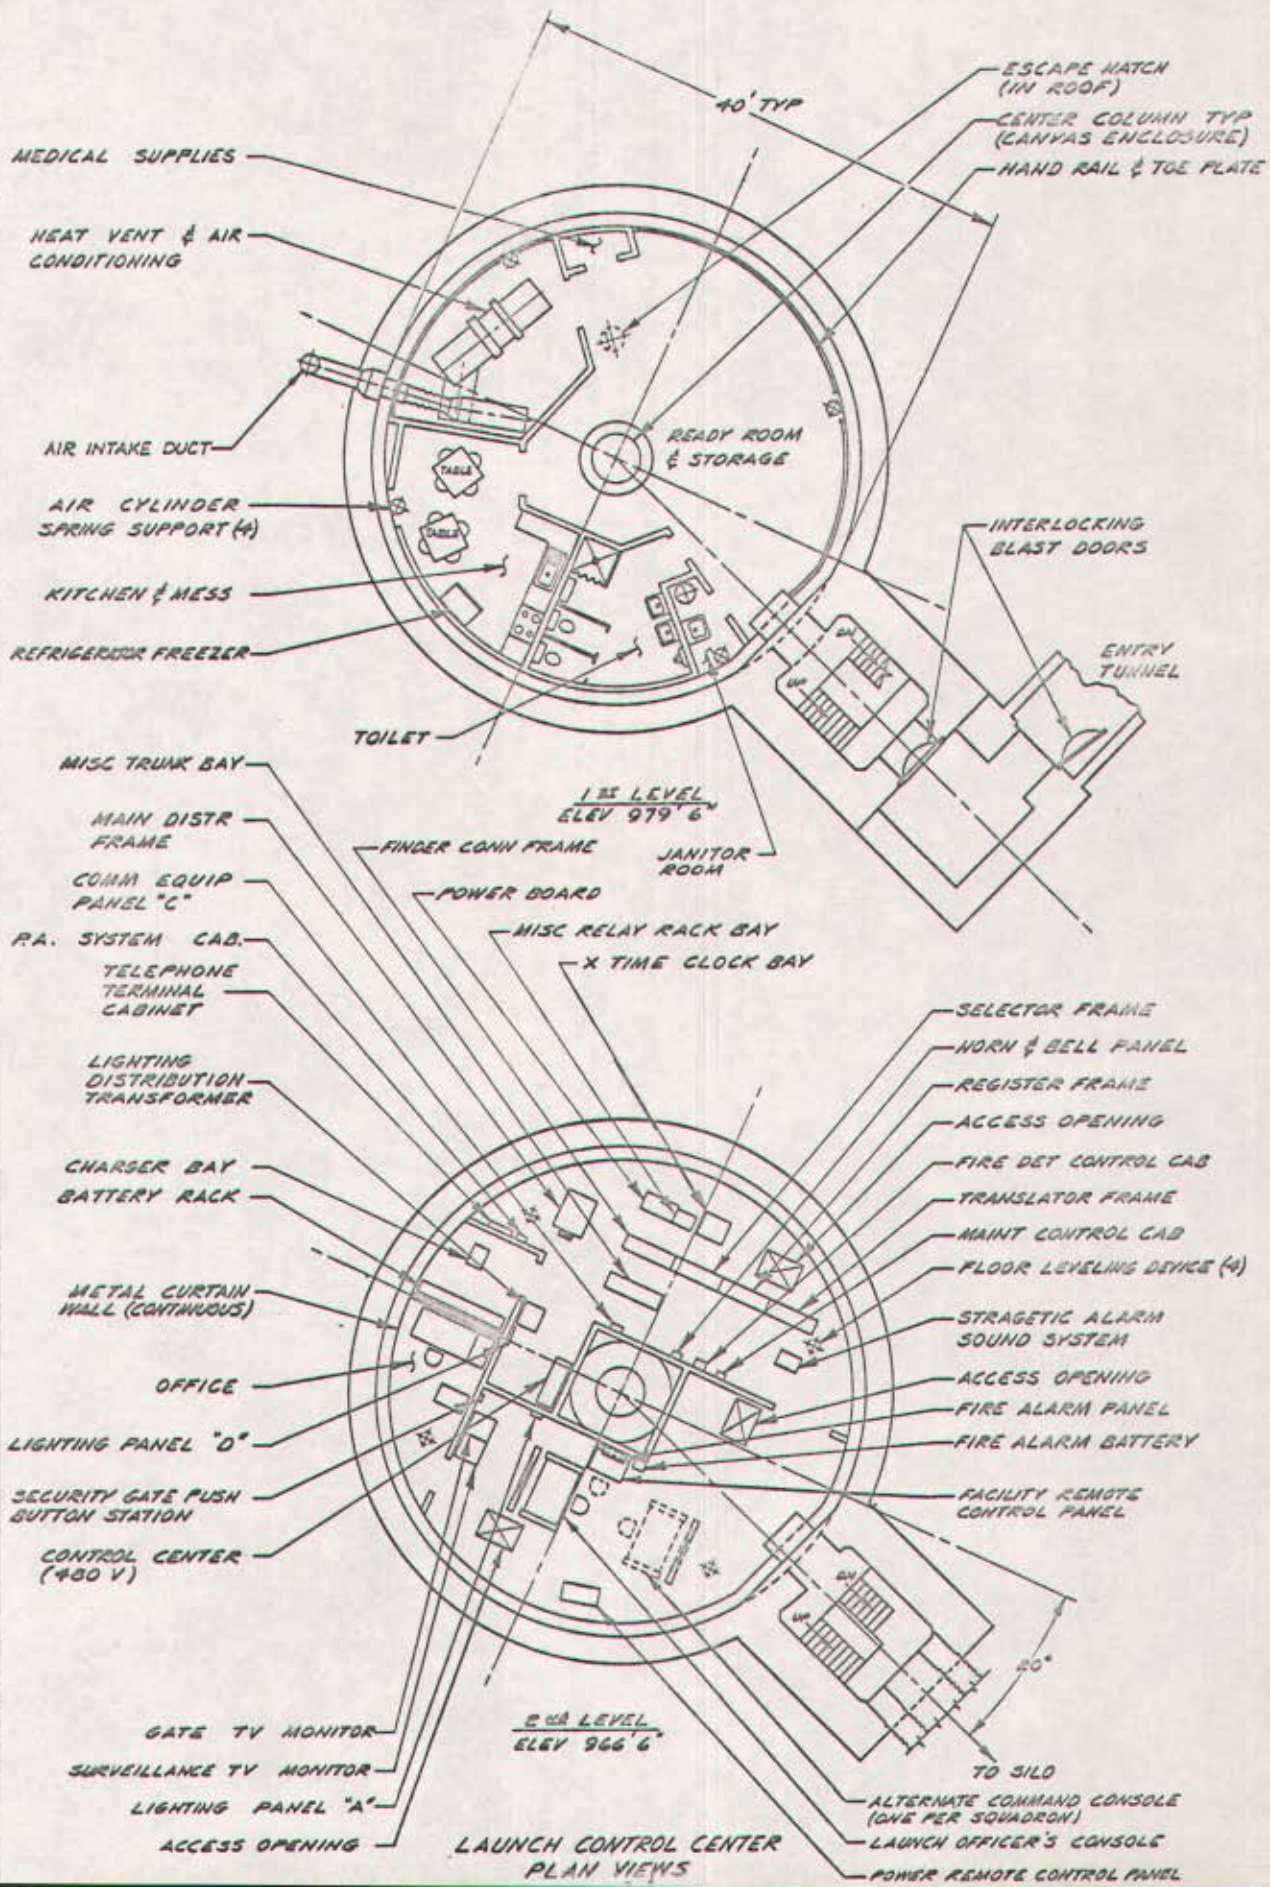 40' TYP
ESCAPE HATCH
(IN ROOF)
CENTER COLUMN TYP
(CANVAS ENCLOSURE)
HAND RAIL & TOE PLATE
MEDICAL SUPPLIES
HEAT VENT & AIR
CONDITIONING
AIR INTAKE DUCT
AIR CYLINDER
SPRING SUPPORT (4)
KITCHEN & MESS
REFRIGERATOR FREEZER
TOILET
TABLE
TABLE
READY ROOM
& STORAGE
INTERLOCKING
BLAST DOORS
ENTRY
TUNNEL
DN
UP
1ST LEVEL
ELEV 979' 6"
JANITOR
ROOM
MISC TRUNK BAY
MAIN DISTR
FRAME
COMM EQUIP
PANEL "C"
P.A. SYSTEM CAB.
TELEPHONE
TERMINAL
CABINET
LIGHTING
DISTRIBUTION
TRANSFORMER
CHARGER BAY
BATTERY RACK
METAL CURTAIN
WALL (CONTINUOUS)
OFFICE
LIGHTING PANEL "D"
SECURITY GATE PUSH
BUTTON STATION
CONTROL CENTER
(480 V)
GATE TV MONITOR
SURVEILLANCE TV MONITOR
LIGHTING PANEL "A"
ACCESS OPENING
FINDER CONN FRAME
POWER BOARD
MISC RELAY RACK BAY
X TIME CLOCK BAY
SELECTOR FRAME
HORN & BELL PANEL
REGISTER FRAME
ACCESS OPENING
FIRE DET CONTROL CAB
TRANSLATOR FRAME
MAINT CONTROL CAB
FLOOR LEVELING DEVICE (4)
STRAGETIC ALARM
SOUND SYSTEM
ACCESS OPENING
FIRE ALARM PANEL
FIRE ALARM BATTERY
FACILITY REMOTE
CONTROL PANEL
DN
UP
20°
TO SILO
ALTERNATE COMMAND CONSOLE
(ONE PER SQUADRON)
LAUNCH OFFICER'S CONSOLE
POWER REMOTE CONTROL PANEL
2ND LEVEL
ELEV 966' 6"
LAUNCH CONTROL CENTER
PLAN VIEWS